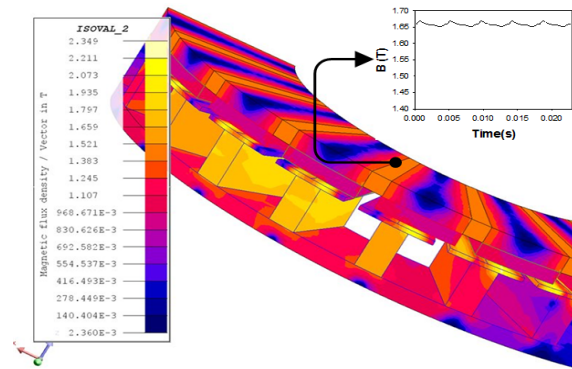 ISOVAL_2
Magnetic flux density / Vector in T
2.349
2.211
2.073
1.935
1.797
1.659
1.521
1.383
1.245
1.107
968.671E-3
830.626E-3
692.582E-3
554.537E-3
416.493E-3
278.449E-3
140.404E-3
2.360E-3
B (T)
1.70
1.65
1.60
1.55
1.50
1.45
1.40
0.000
0.005
0.010
0.015
0.020
Time(s)